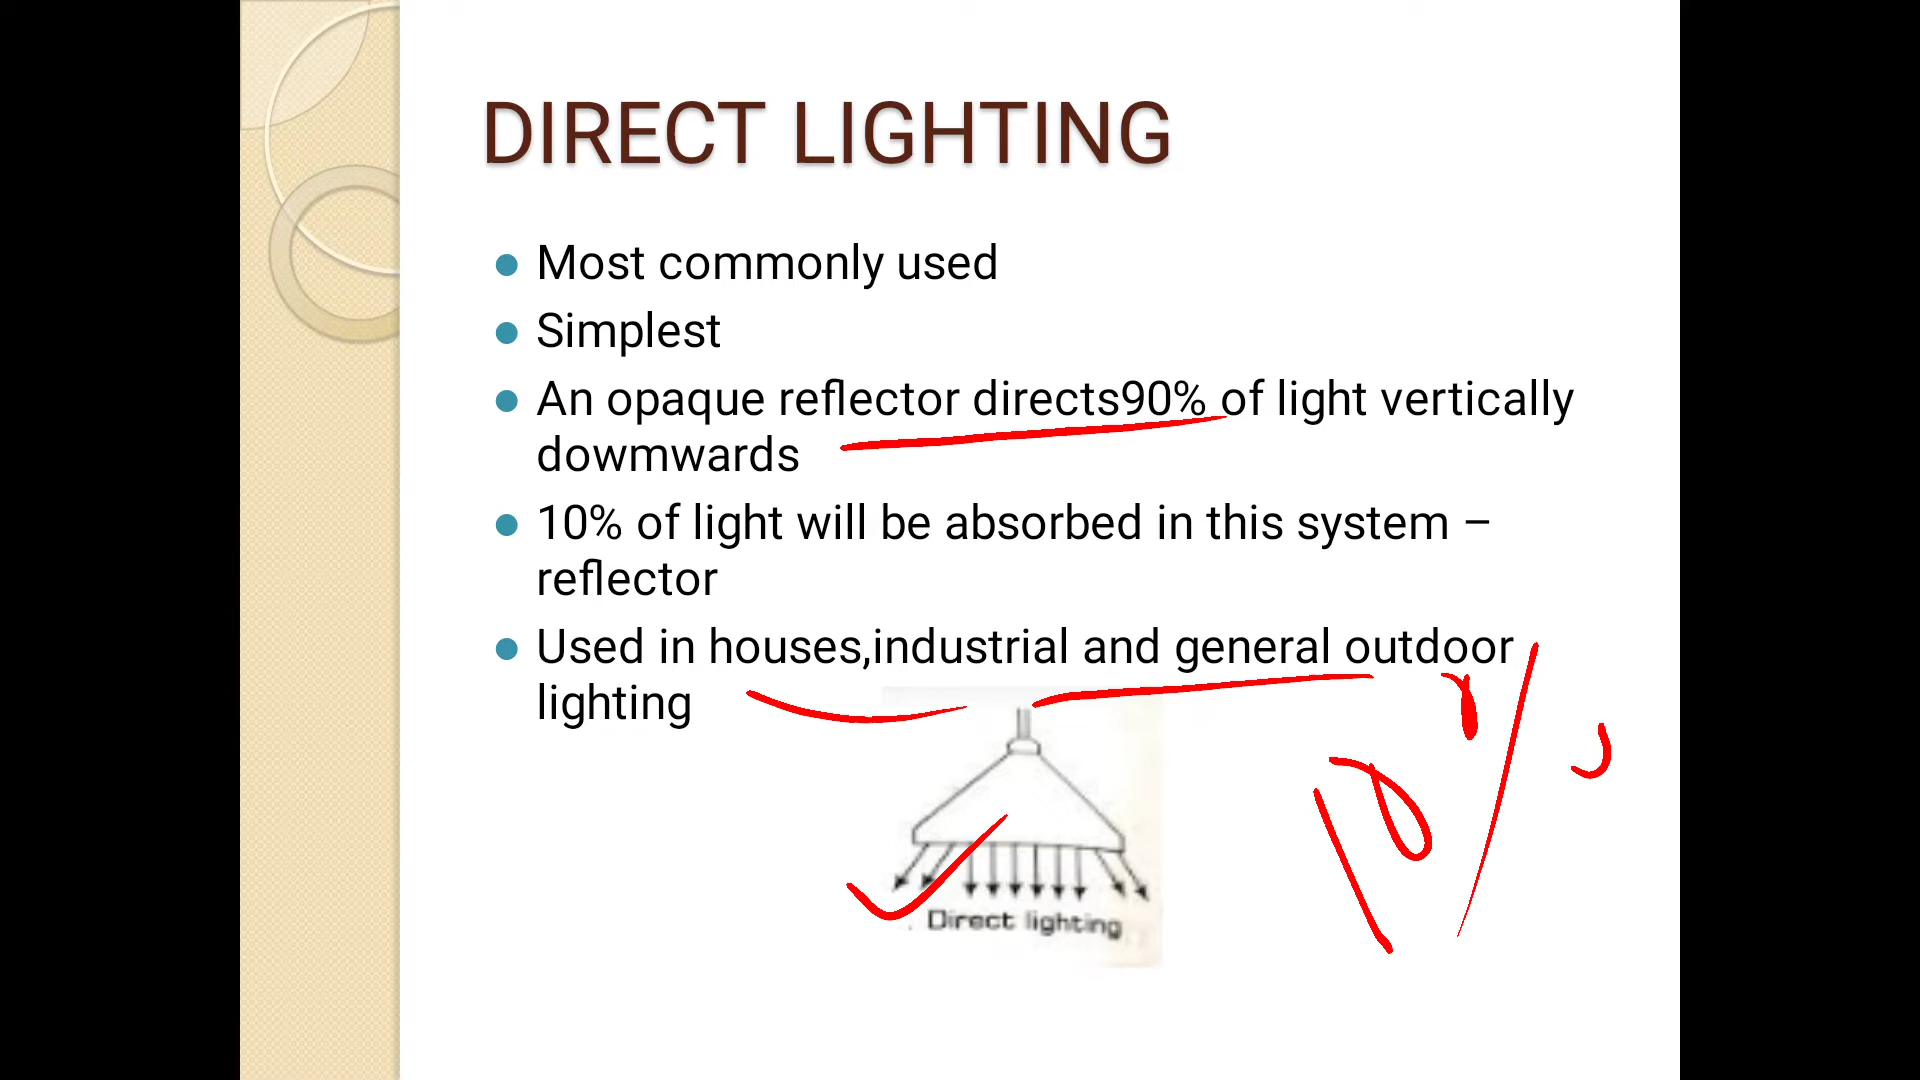 DIRECT LIGHTING
Most commonly used
Simplest
An opaque reflector directs90% of light vertically
dowmwards
10% of light will be absorbed in this system –
reflector
Used in houses,industrial and general outdoor
lighting
10%
Direct lighting